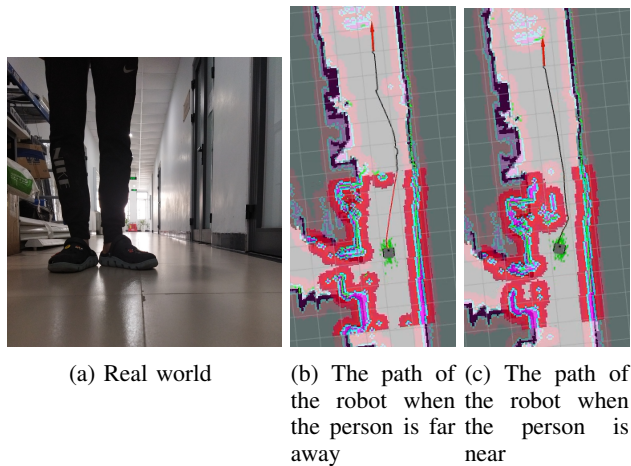 (a) Real world
(b) The path of
the robot when
the person is far
away
(c) The path of
the robot when
the person is
near